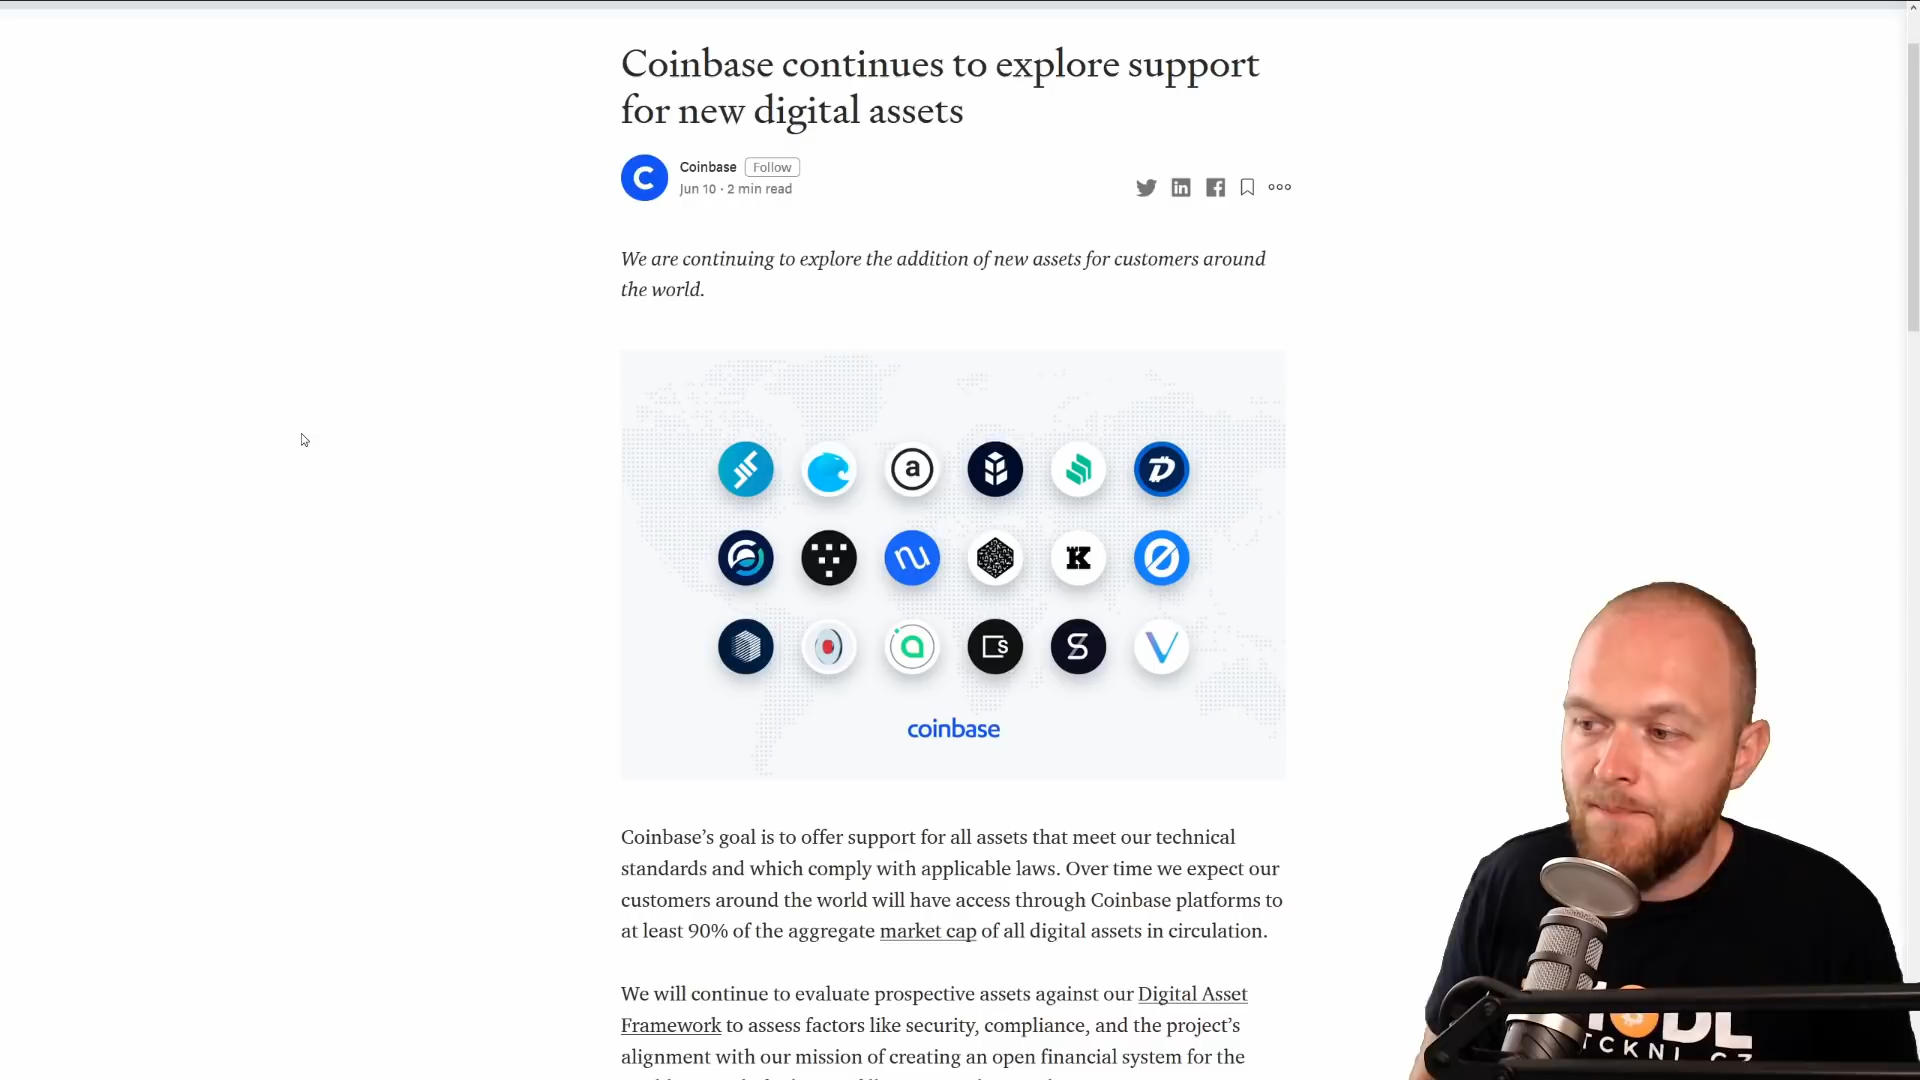 Coinbase continues to explore support
for new digital assets
C
Coinbase Follow
Jun 10 · 2 min read
We are continuing to explore the addition of new assets for customers around
the world.
a
nu
K
S
coinbase
Coinbase’s goal is to offer support for all assets that meet our technical
standards and which comply with applicable laws. Over time we expect our
customers around the world will have access through Coinbase platforms to
at least 90% of the aggregate market cap of all digital assets in circulation.
We will continue to evaluate prospective assets against our Digital Asset
Framework to assess factors like security, compliance, and the project’s
alignment with our mission of creating an open financial system for the